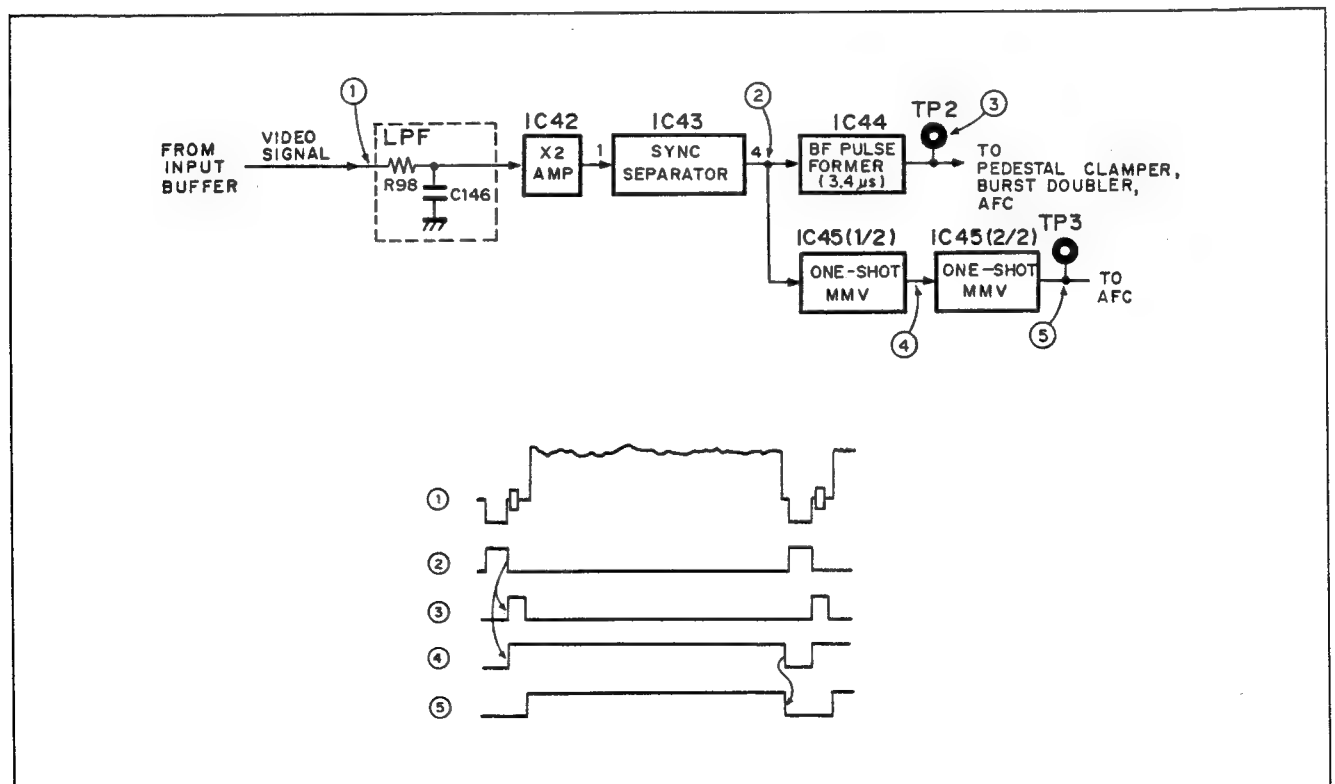 ①
②
③
TP2
LPF
IC42
IC43
IC44
FROM
INPUT
BUFFER
VIDEO
SIGNAL
R98
C146
X2
AMP
1
SYNC
SEPARATOR
4
BF PULSE
FORMER
(3.4μs)
TO
PEDESTAL CLAMPER,
BURST DOUBLER,
AFC
IC45(1/2)
IC45(2/2)
TP3
ONE-SHOT
MMV
ONE-SHOT
MMV
TO
AFC
④
⑤
①
②
③
④
⑤